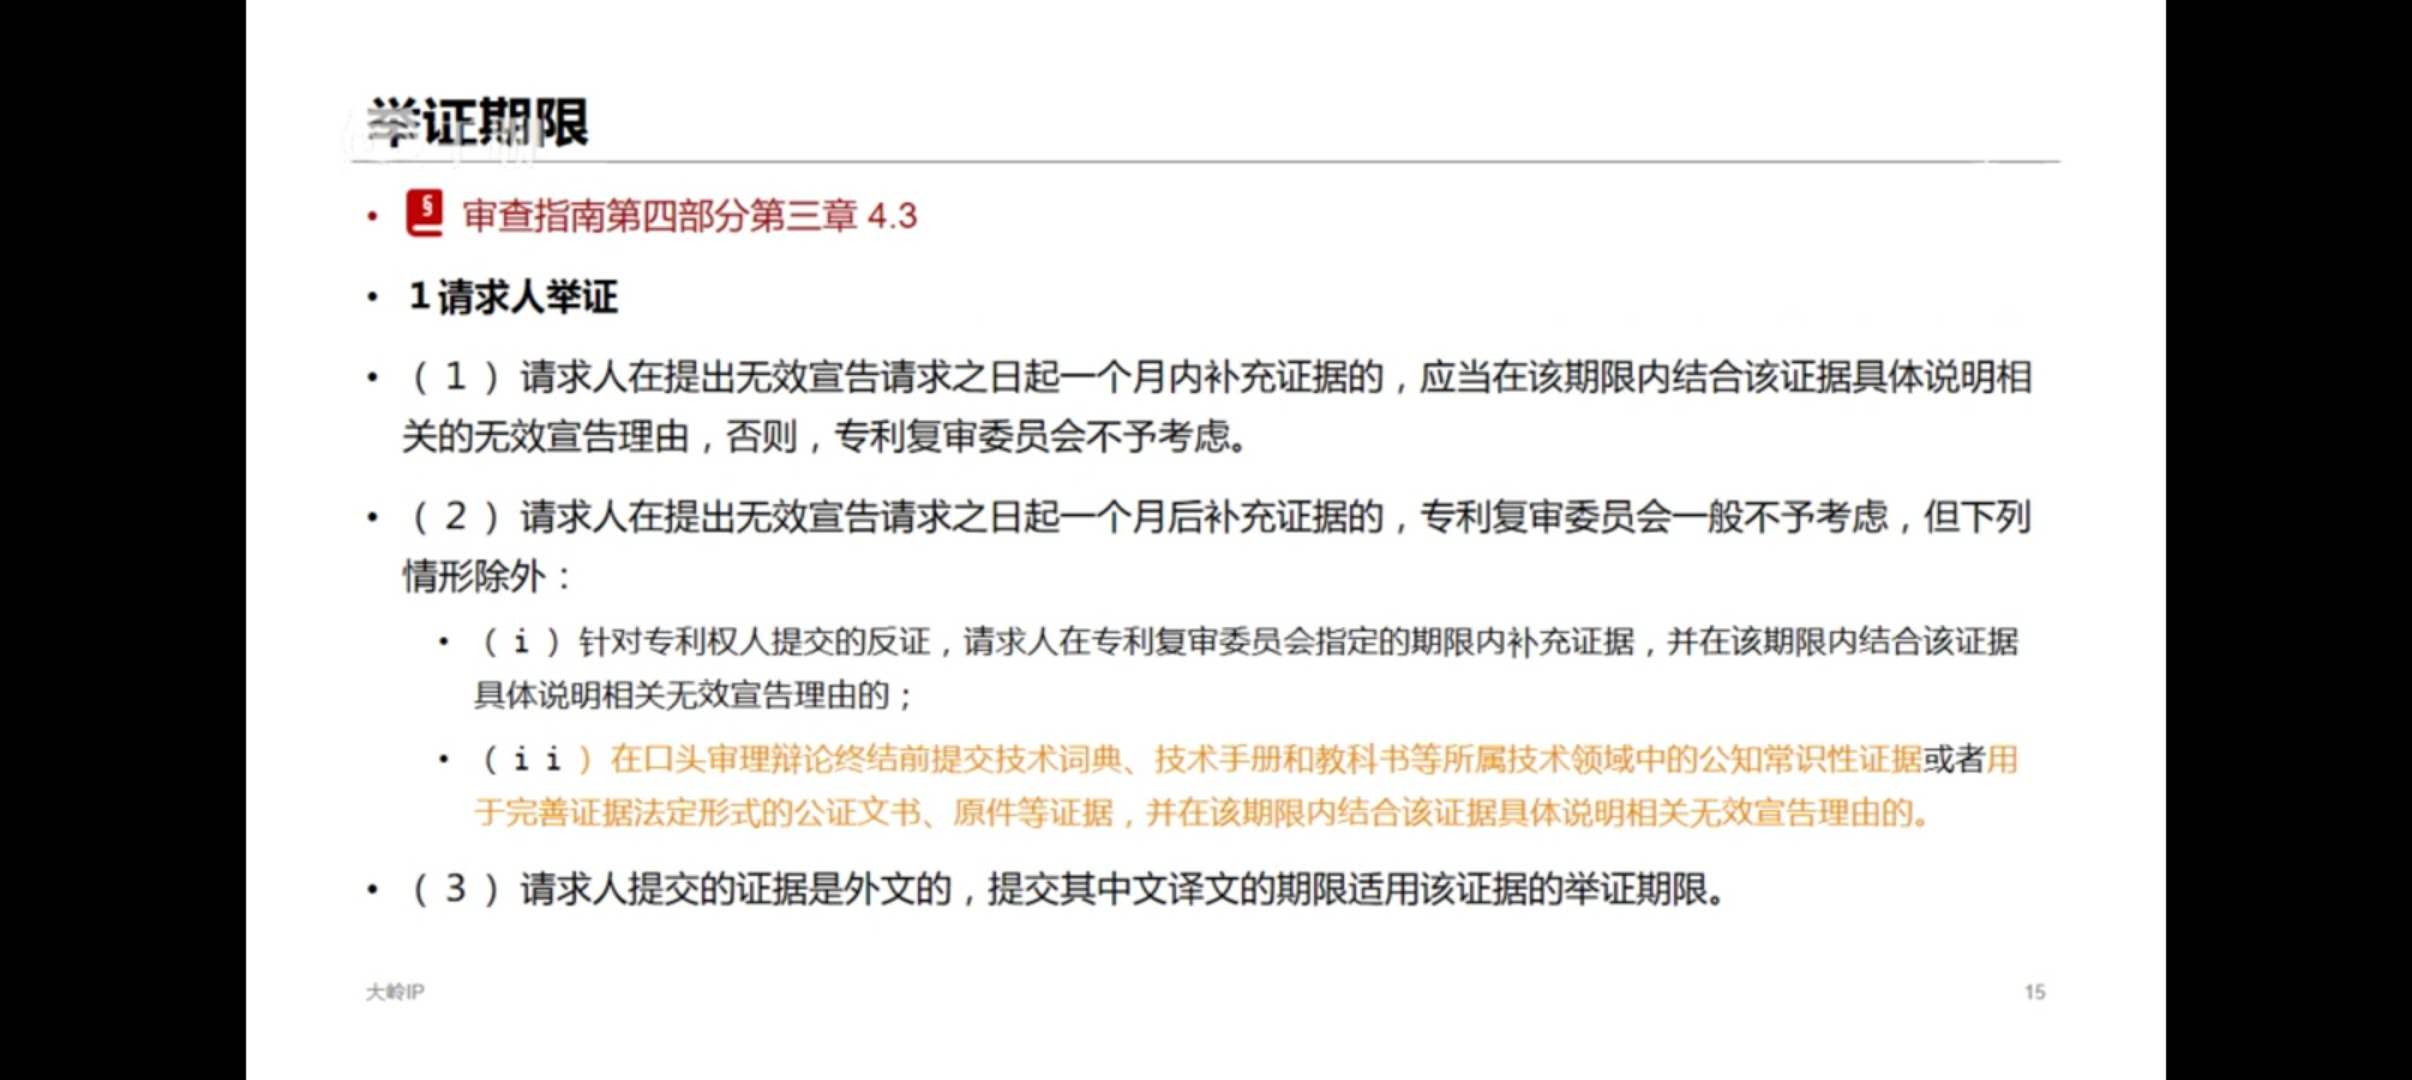 举证期限
• § 审查指南第四部分第三章 4.3
• 1请求人举证
• （1）请求人在提出无效宣告请求之日起一个月内补充证据的，应当在该期限内结合该证据具体说明相
关的无效宣告理由，否则，专利复审委员会不予考虑。
• （2）请求人在提出无效宣告请求之日起一个月后补充证据的，专利复审委员会一般不予考虑，但下列
情形除外：
• （i）针对专利权人提交的反证，请求人在专利复审委员会指定的期限内补充证据，并在该期限内结合该证据
具体说明相关无效宣告理由的；
• （ii）在口头审理辩论终结前提交技术词典、技术手册和教科书等所属技术领域中的公知常识性证据或者用
于完善证据法定形式的公证文书、原件等证据，并在该期限内结合该证据具体说明相关无效宣告理由的。
• （3）请求人提交的证据是外文的，提交其中文译文的期限适用该证据的举证期限。
大岭IP
15